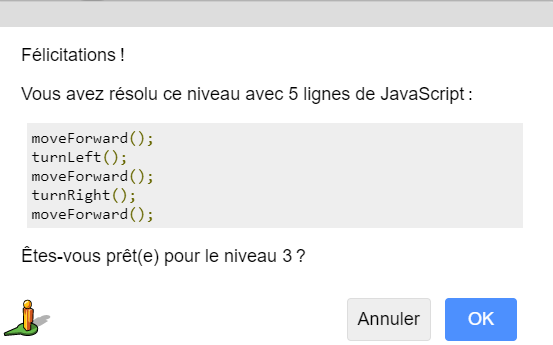 Félicitations !
Vous avez résolu ce niveau avec 5 lignes de JavaScript :
moveForward();
turnLeft();
moveForward();
turnRight();
moveForward();
Êtes-vous prêt(e) pour le niveau 3 ?
Annuler
OK